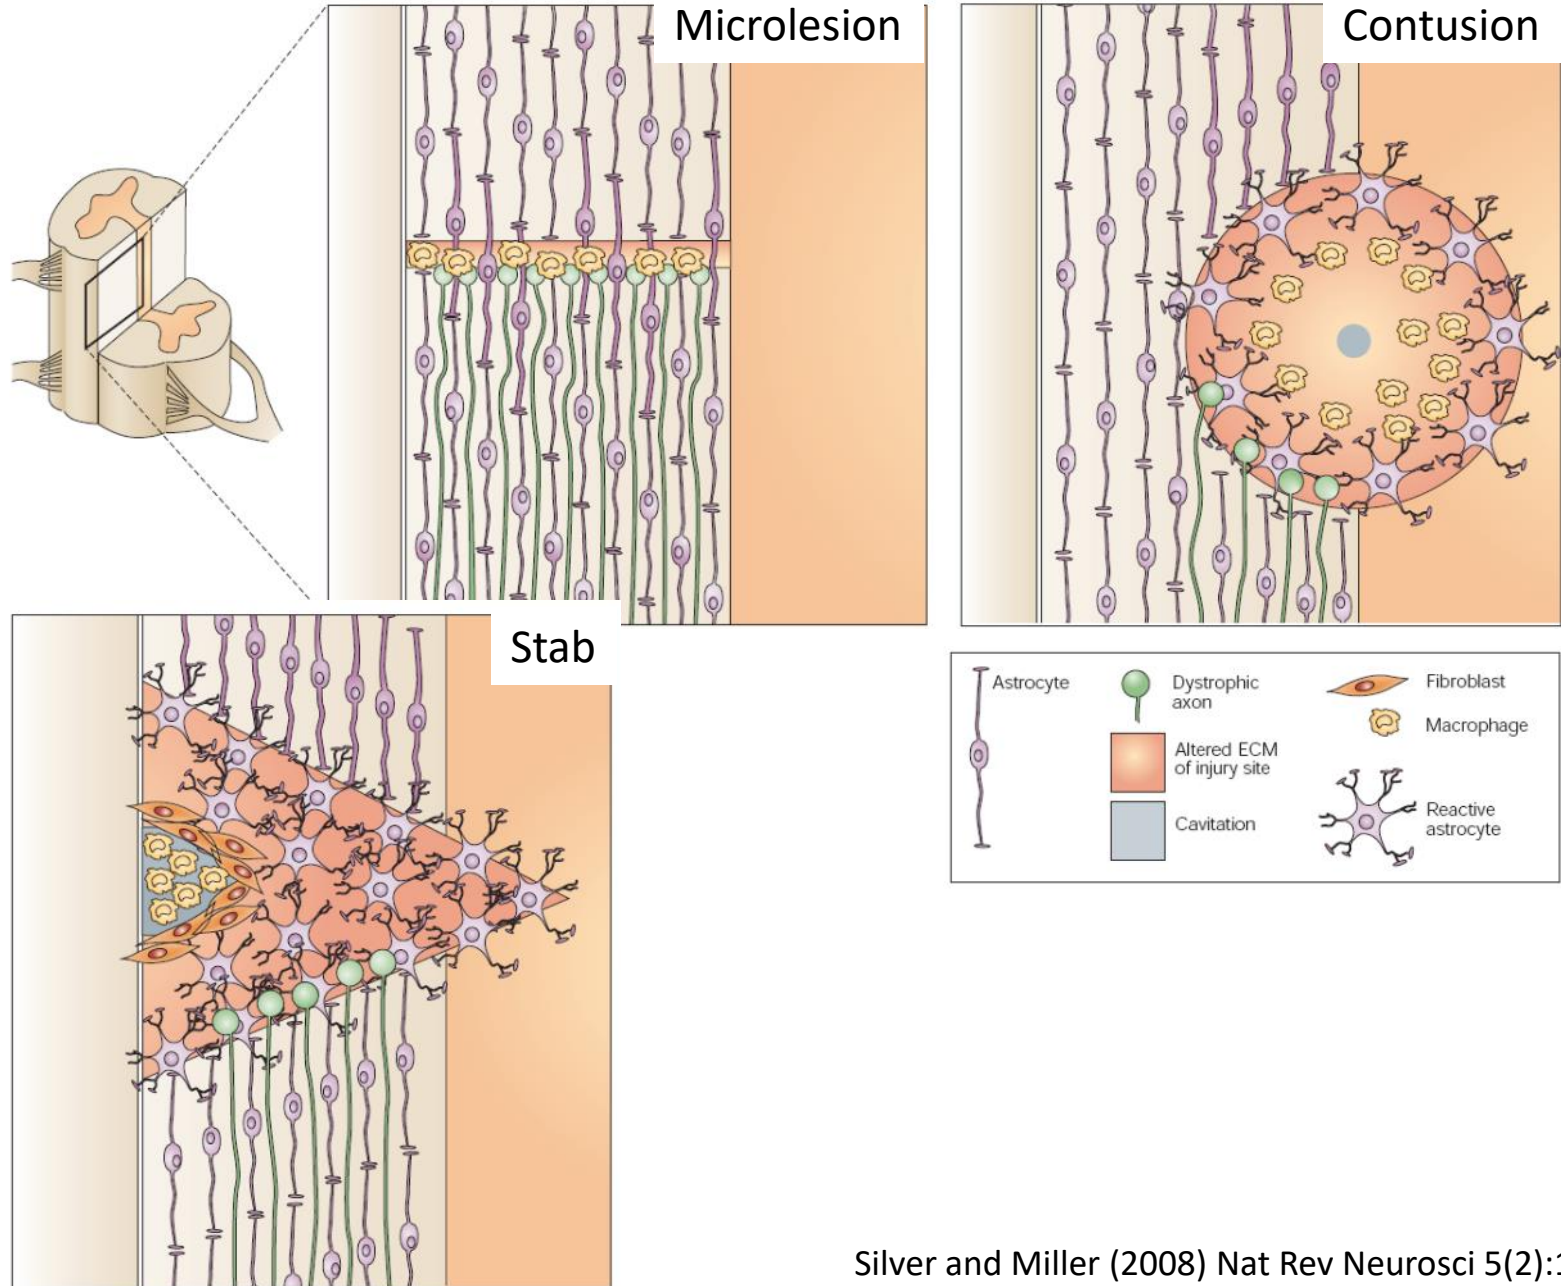 Microlesion
Contusion
Stab
Astrocyte
Dystrophic
axon
Altered ECM
of injury site
Cavitation
Fibroblast
Macrophage
Reactive
astrocyte
Silver and Miller (2008) Nat Rev Neurosci 5(2):